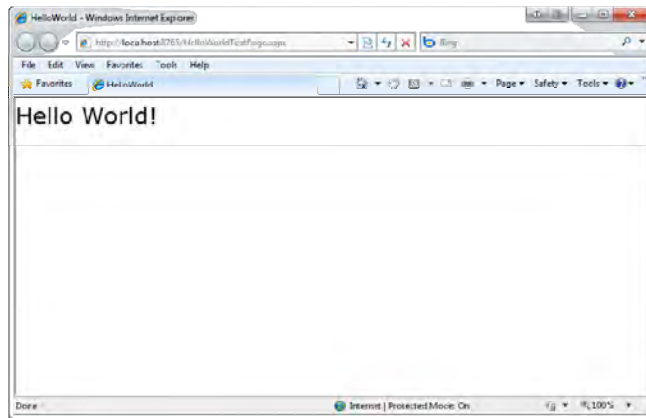 HelloWorld - Windows Internet Explorer
http://localhost:8765/HelloWorldTestPage.aspx
Bing
File Edit View Favorites Tools Help
Favorites HelloWorld Page Safety Tools
Hello World!
Done Internet | Protected Mode: On 100%